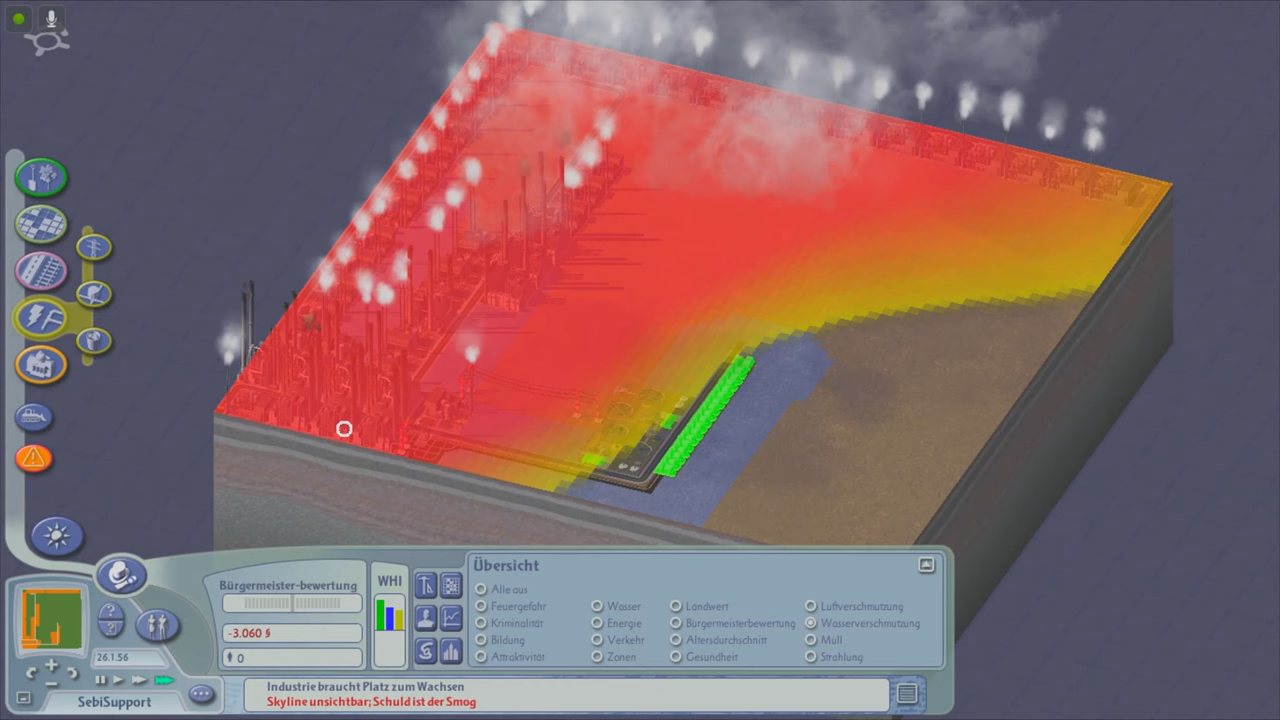 Übersicht
Alle aus
Feuergefahr
Kriminalität
Bildung
Attraktivität
Wasser
Energie
Verkehr
Zonen
Landwert
Bürgermeisterbewertung
Altersdurchschnitt
Gesundheit
Luftverschmutzung
Wasserverschmutzung
Müll
Strahlung
Bürgermeister-bewertung
-3.060 §
0
WHI
26.1.56
SebiSupport
Industrie braucht Platz zum Wachsen
Skyline unsichtbar; Schuld ist der Smog